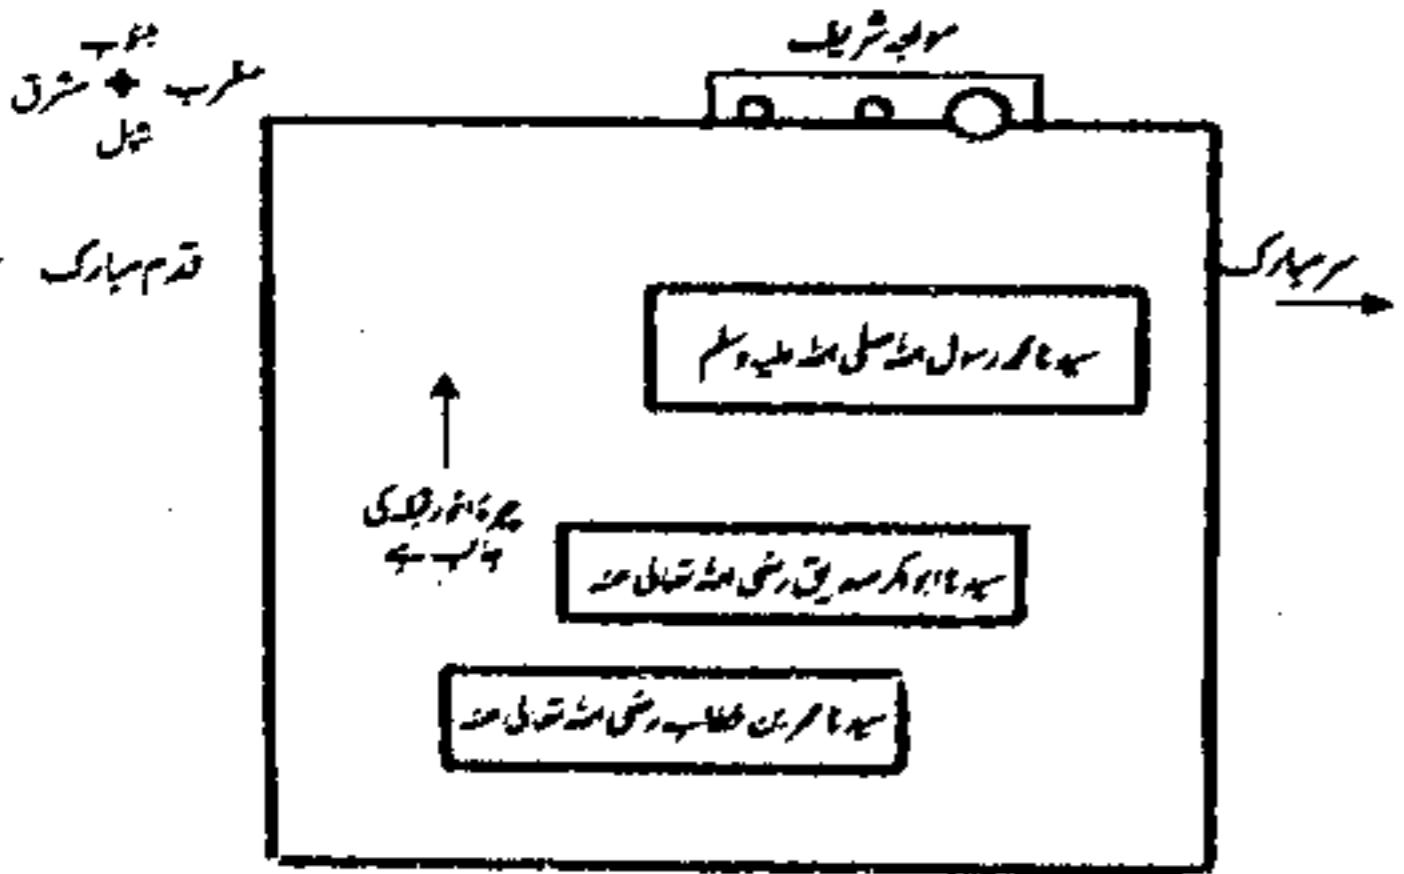 مواجہ شریف
جنوب
مغرب ✦ مشرق
شمال
سر مبارک
قدم مبارک
سیدنا محمد رسول اللہ صلی اللہ علیہ وسلم
چہرۂ انور قبلہ کی
جانب ہے
سیدنا ابوبکر صدیق رضی اللہ تعالیٰ عنہ
سیدنا عمر بن خطاب رضی اللہ تعالیٰ عنہ